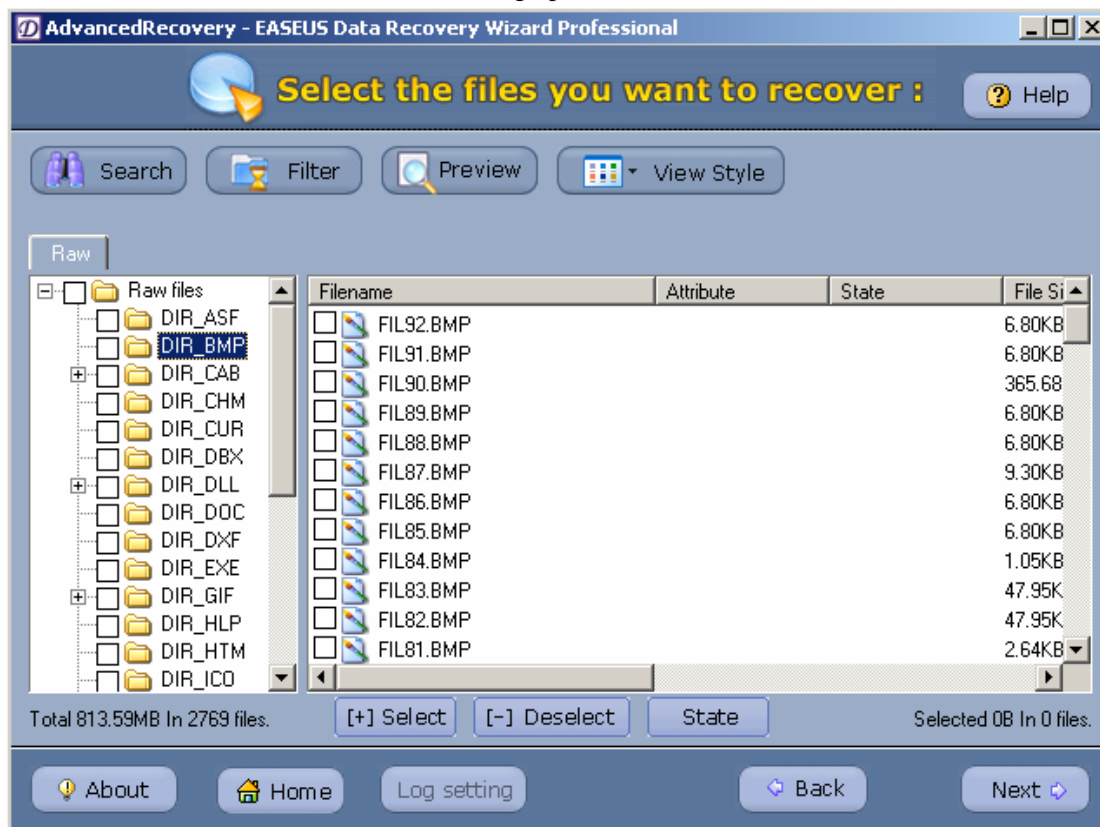 AdvancedRecovery - EASEUS Data Recovery Wizard Professional
Select the files you want to recover :
Help
Search
Filter
Preview
View Style
Raw
Raw files
DIR_ASF
DIR_BMP
DIR_CAB
DIR_CHM
DIR_CUR
DIR_DBX
DIR_DLL
DIR_DOC
DIR_DXF
DIR_EXE
DIR_GIF
DIR_HLP
DIR_HTM
DIR_ICO
Filename Attribute State File Si
FIL92.BMP 6.80KB
FIL91.BMP 6.80KB
FIL90.BMP 365.68
FIL89.BMP 6.80KB
FIL88.BMP 6.80KB
FIL87.BMP 9.30KB
FIL86.BMP 6.80KB
FIL85.BMP 6.80KB
FIL84.BMP 1.05KB
FIL83.BMP 47.95K
FIL82.BMP 47.95K
FIL81.BMP 2.64KB
Total 813.59MB In 2769 files.
[+] Select
[-] Deselect
State
Selected 0B In 0 files.
About
Home
Log setting
Back
Next